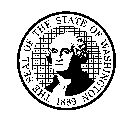 THE SEAL OF THE STATE OF WASHINGTON
1889